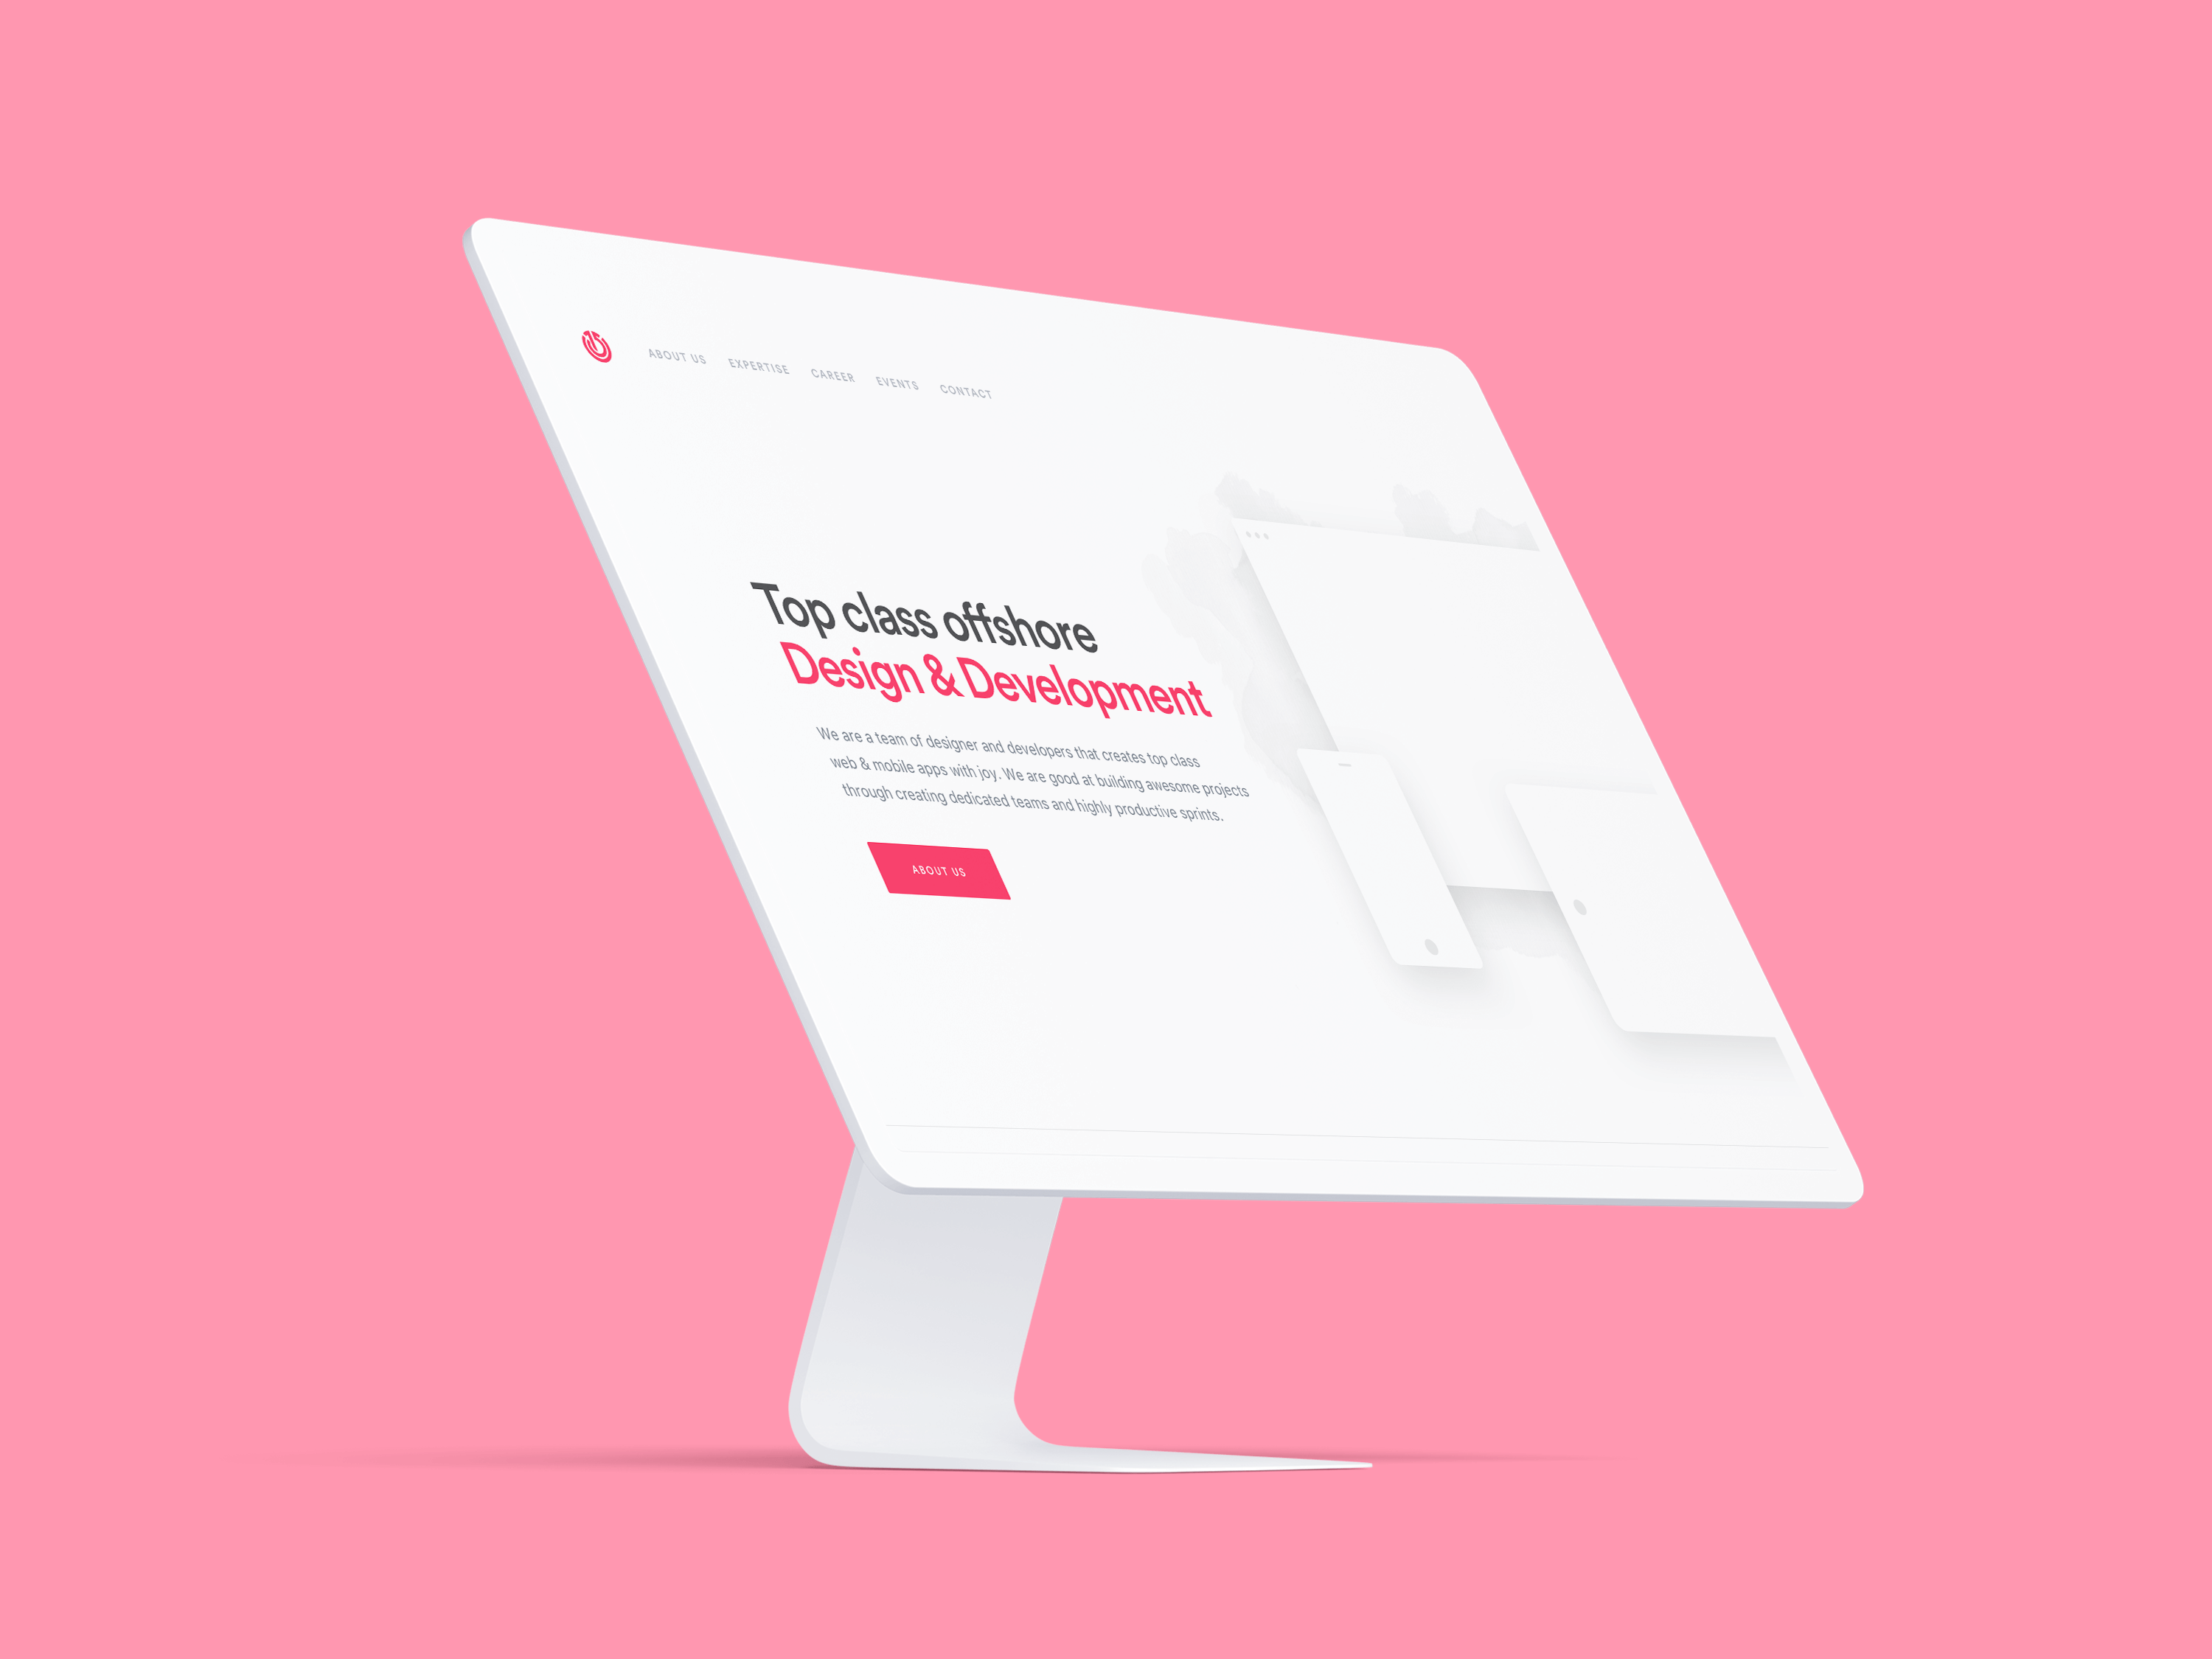 ABOUT US EXPERTISE CAREER EVENTS CONTACT
Top class offshore
Design & Development
We are a team of designer and developers that creates top class
web & mobile apps with joy. We are good at building awesome projects
through creating dedicated teams and highly productive sprints.
ABOUT US